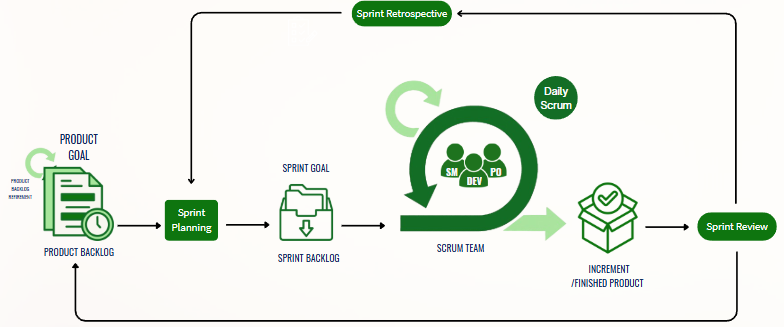 Sprint Retrospective
Daily
Scrum
PRODUCT
GOAL
PRODUCT
BACKLOG
REFINEMENT
SPRINT GOAL
SM
DEV
PO
Sprint
Planning
Sprint Review
PRODUCT BACKLOG
SPRINT BACKLOG
SCRUM TEAM
INCREMENT
/FINISHED PRODUCT